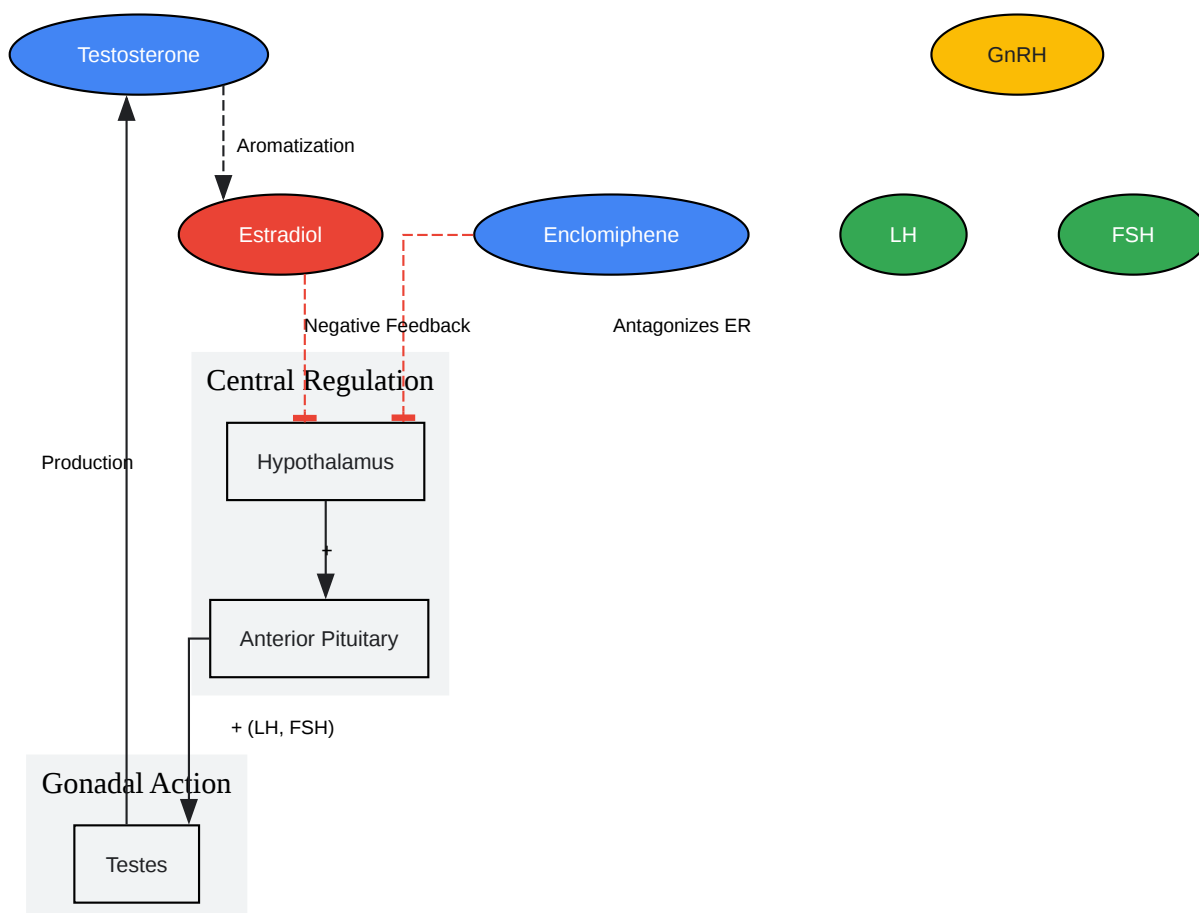 Testosterone
GnRH
Aromatization
Estradiol
Enclomiphene
LH
FSH
Negative Feedback
Antagonizes ER
Central Regulation
Hypothalamus
Production
+
Anterior Pituitary
+ (LH, FSH)
Gonadal Action
Testes